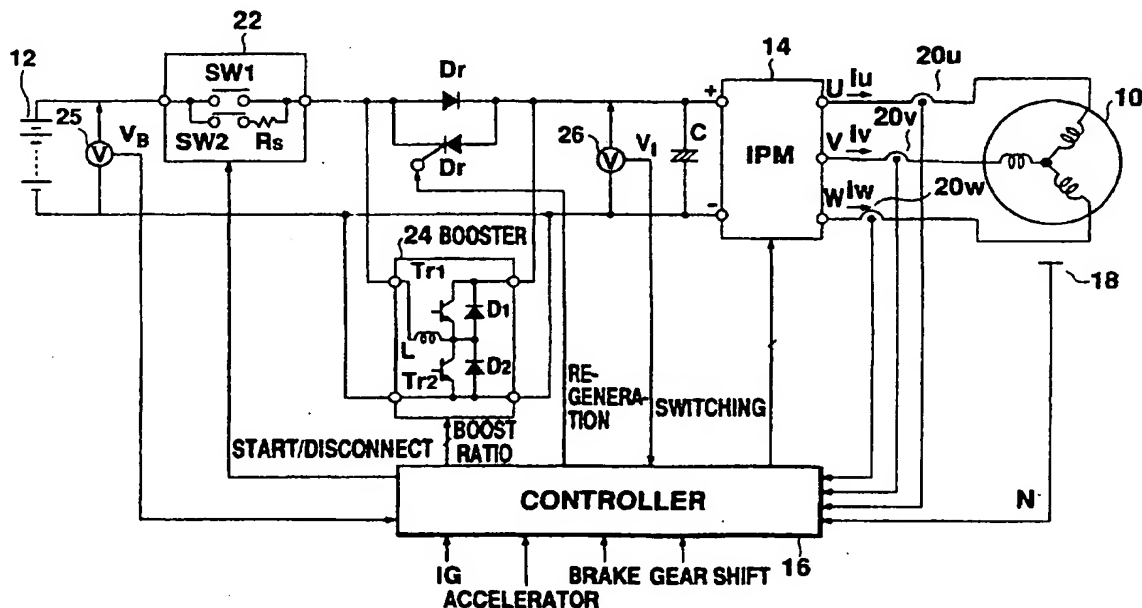 22
12
SW1
SW2
Rs
25
V
VB
Dr
Dr
26
V
VI
C
+
-
14
IPM
U
V
W
Iu
Iv
Iw
20u
20v
20w
10
18
24 BOOSTER
Tr1
D1
L
Tr2
D2
RE-
GENERA-
TION
SWITCHING
START/DISCONNECT
BOOST
RATIO
CONTROLLER
N
16
IG
ACCELERATOR
BRAKE
GEAR SHIFT